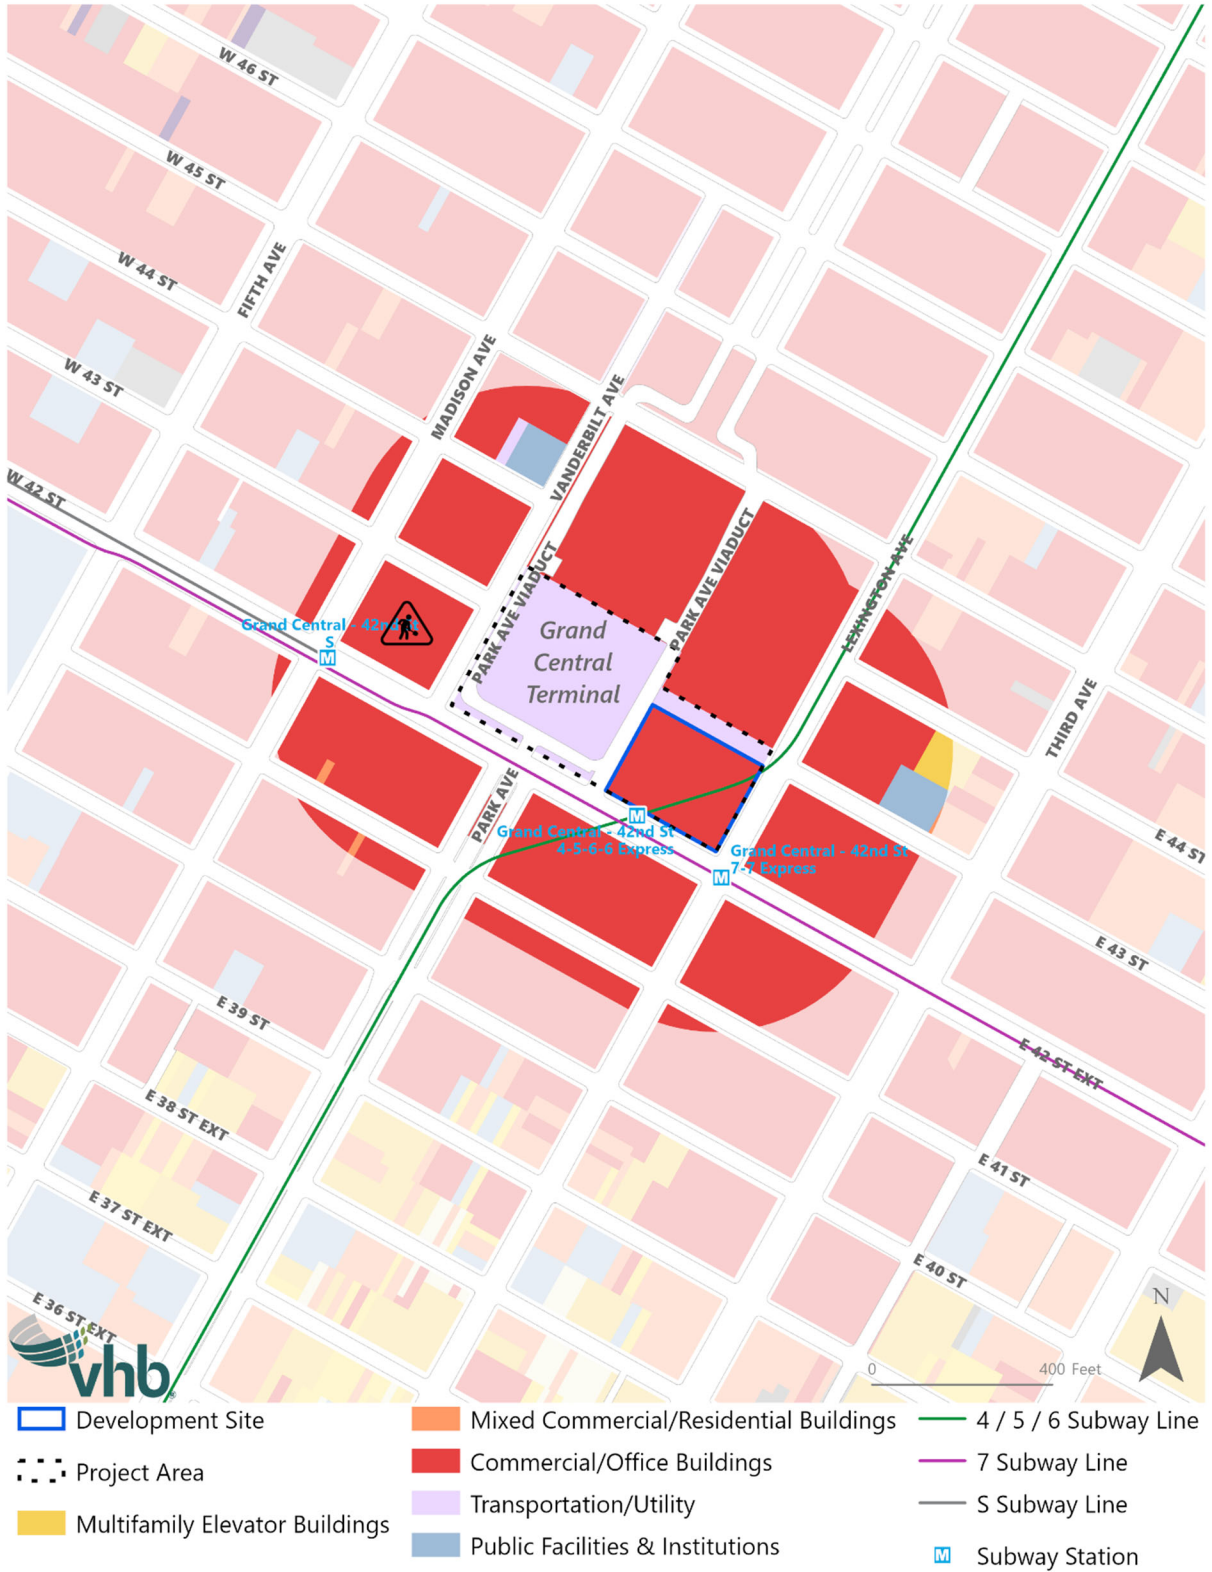 W 46 ST
W 45 ST
W 44 ST
FIFTH AVE
W 43 ST
MADISON AVE
VANDERBILT AVE
W 42 ST
PARK AVE VIADUCT
PARK AVE VIADUCT
LEXINGTON AVE
Grand Central - 42nd St
S
M
Grand
Central
Terminal
THIRD AVE
PARK AVE
M
Grand Central - 42nd St
4-5-6-6 Express
Grand Central - 42nd St
7-7 Express
M
E 44 ST
E 43 ST
E 39 ST
E 42 ST EXT
E 38 ST EXT
E 41 ST
E 37 ST EXT
E 40 ST
E 36 ST EXT
N
vhb
0 400 Feet
Development Site
Project Area
Multifamily Elevator Buildings
Mixed Commercial/Residential Buildings
Commercial/Office Buildings
Transportation/Utility
Public Facilities & Institutions
4 / 5 / 6 Subway Line
7 Subway Line
S Subway Line
M Subway Station